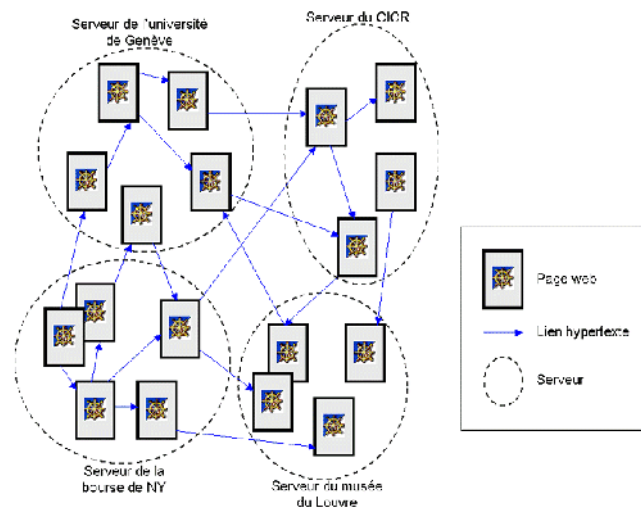 Serveur de l'université
de Genève
Serveur du CICR
Page web
Lien hypertexte
Serveur
Serveur de la
bourse de NY
Serveur du musée
du Louvre